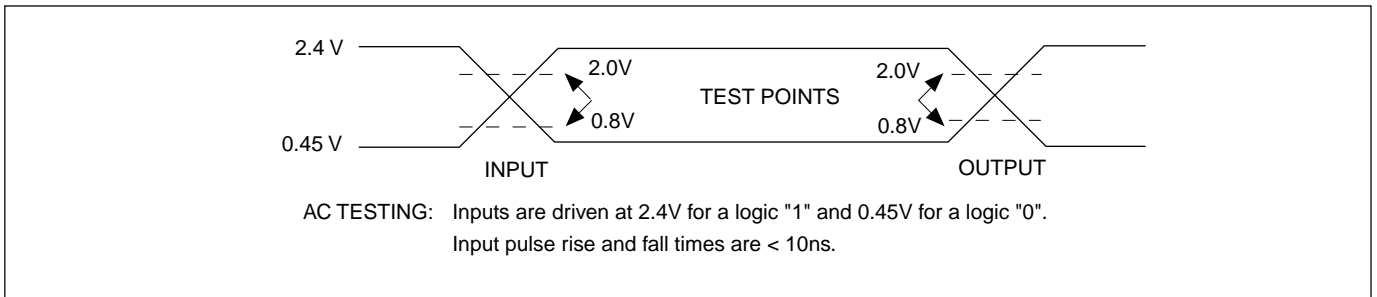 2.4 V
2.0V
2.0V
TEST POINTS
0.8V
0.8V
0.45 V
INPUT
OUTPUT
AC TESTING: Inputs are driven at 2.4V for a logic "1" and 0.45V for a logic "0".
Input pulse rise and fall times are < 10ns.